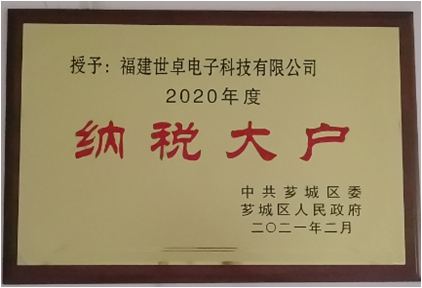 授予：福建世卓电子科技有限公司
2020年度
纳税大户
中共芗城区委
芗城区人民政府
二〇二一年二月